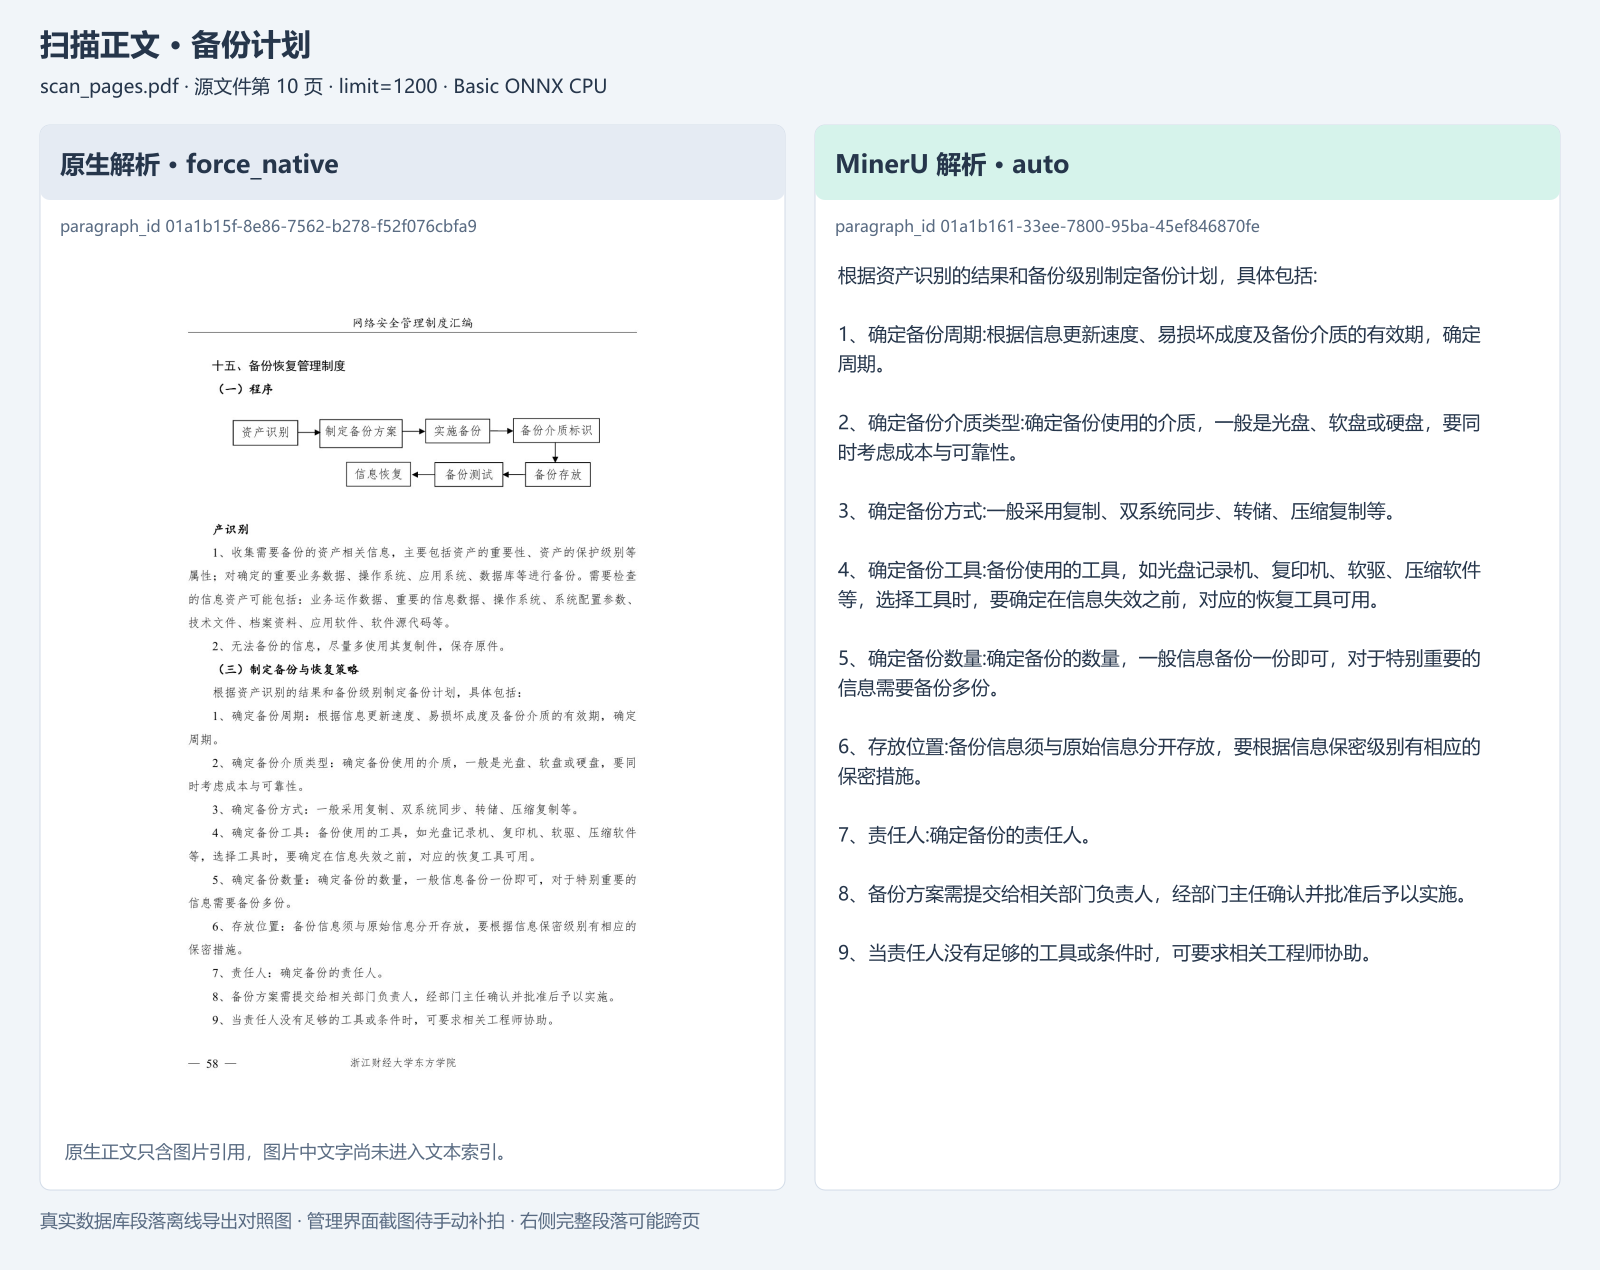 扫描正文 • 备份计划
scan_pages.pdf · 源文件第 10 页 · limit=1200 · Basic ONNX CPU
原生解析 • force_native
paragraph_id 01a1b15f-8e86-7562-b278-f52f076cbfa9
网络安全管理制度汇编
十五、备份恢复管理制度
（一）程序
资产识别
制定备份方案
实施备份
备份介质标识
信息恢复
备份测试
备份存放
产识别
1、收集需要备份的资产相关信息，主要包括资产的重要性、资产的保护级别等
属性；对确定的重要业务数据、操作系统、应用系统、数据库等进行备份。需要检查
的信息资产可能包括：业务运作数据、重要的信息数据、操作系统、系统配置参数、
技术文件、档案资料、应用软件、软件源代码等。
2、无法备份的信息，尽量多使用其复制件，保存原件。
（三）制定备份与恢复策略
根据资产识别的结果和备份级别制定备份计划，具体包括：
1、确定备份周期：根据信息更新速度、易损坏成度及备份介质的有效期，确定
周期。
2、确定备份介质类型：确定备份使用的介质，一般是光盘、软盘或硬盘，要同
时考虑成本与可靠性。
3、确定备份方式：一般采用复制、双系统同步、转储、压缩复制等。
4、确定备份工具：备份使用的工具，如光盘记录机、复印机、软驱、压缩软件
等，选择工具时，要确定在信息失效之前，对应的恢复工具可用。
5、确定备份数量：确定备份的数量，一般信息备份一份即可，对于特别重要的
信息需要备份多份。
6、存放位置：备份信息须与原始信息分开存放，要根据信息保密级别有相应的
保密措施。
7、责任人：确定备份的责任人。
8、备份方案需提交给相关部门负责人，经部门主任确认并批准后予以实施。
9、当责任人没有足够的工具或条件时，可要求相关工程师协助。
— 58 —
浙江财经大学东方学院
原生正文只含图片引用，图片中文字尚未进入文本索引。
MinerU 解析 • auto
paragraph_id 01a1b161-33ee-7800-95ba-45ef846870fe
根据资产识别的结果和备份级别制定备份计划，具体包括:
1、确定备份周期:根据信息更新速度、易损坏成度及备份介质的有效期，确定
周期。
2、确定备份介质类型:确定备份使用的介质，一般是光盘、软盘或硬盘，要同
时考虑成本与可靠性。
3、确定备份方式:一般采用复制、双系统同步、转储、压缩复制等。
4、确定备份工具:备份使用的工具，如光盘记录机、复印机、软驱、压缩软件
等，选择工具时，要确定在信息失效之前，对应的恢复工具可用。
5、确定备份数量:确定备份的数量，一般信息备份一份即可，对于特别重要的
信息需要备份多份。
6、存放位置:备份信息须与原始信息分开存放，要根据信息保密级别有相应的
保密措施。
7、责任人:确定备份的责任人。
8、备份方案需提交给相关部门负责人，经部门主任确认并批准后予以实施。
9、当责任人没有足够的工具或条件时，可要求相关工程师协助。
真实数据库段落离线导出对照图 · 管理界面截图待手动补拍 · 右侧完整段落可能跨页